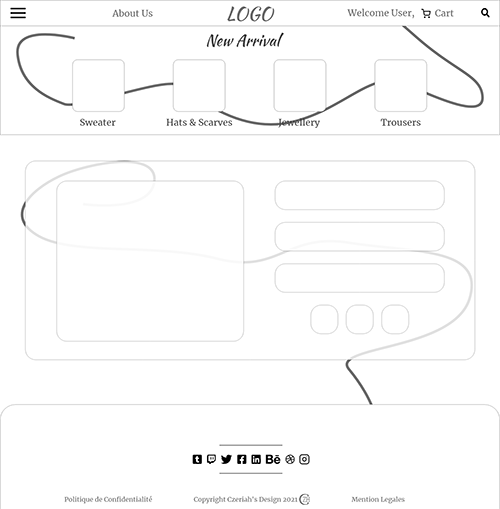 About Us
LOGO
Welcome User,
Cart
New Arrival
Sweater
Hats & Scarves
Jewellery
Trousers
Politique de Confidentialité
Copyright Czeriah's Design 2021
Mention Legales